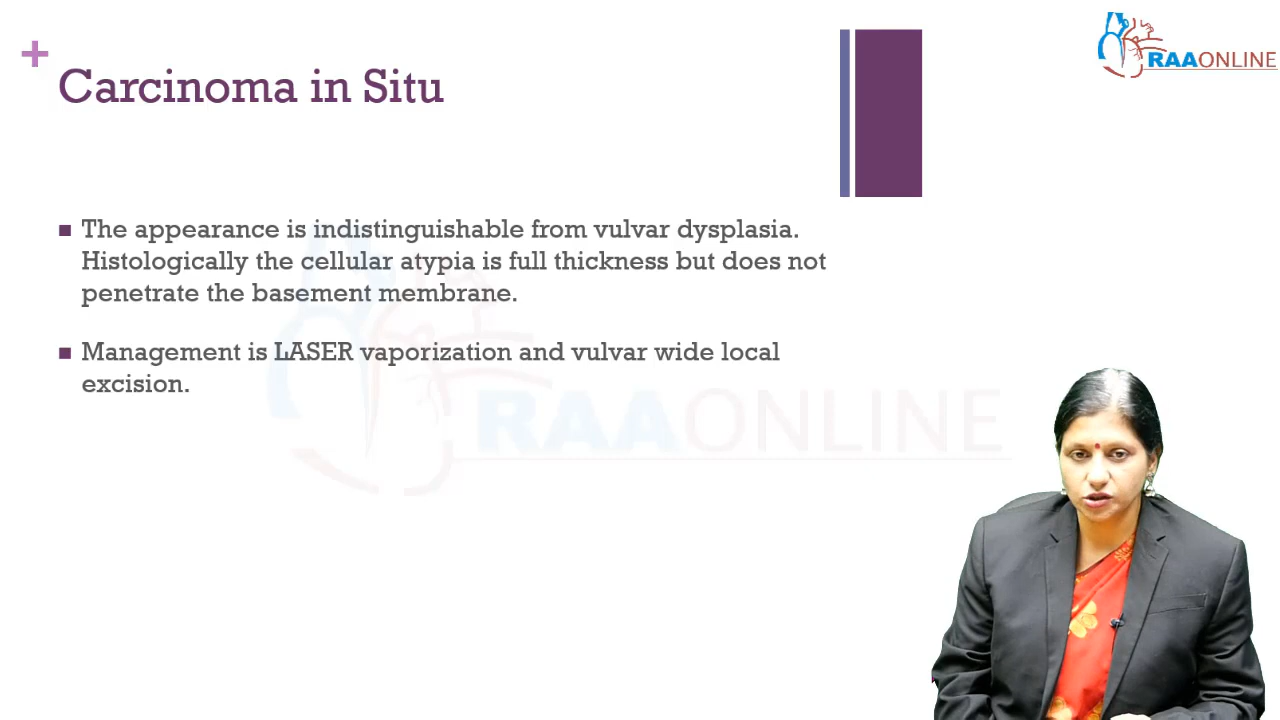 +
Carcinoma in Situ
RAAONLINE
The appearance is indistinguishable from vulvar dysplasia.
Histologically the cellular atypia is full thickness but does not
penetrate the basement membrane.
Management is LASER vaporization and vulvar wide local
excision.
RAAONLINE